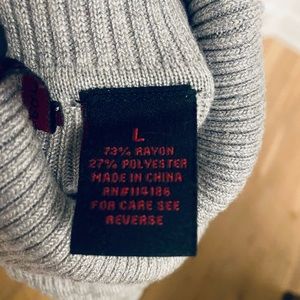 L
73% RAYON
27% POLYESTER
MADE IN CHINA
RN#114186
FOR CARE SEE
REVERSE